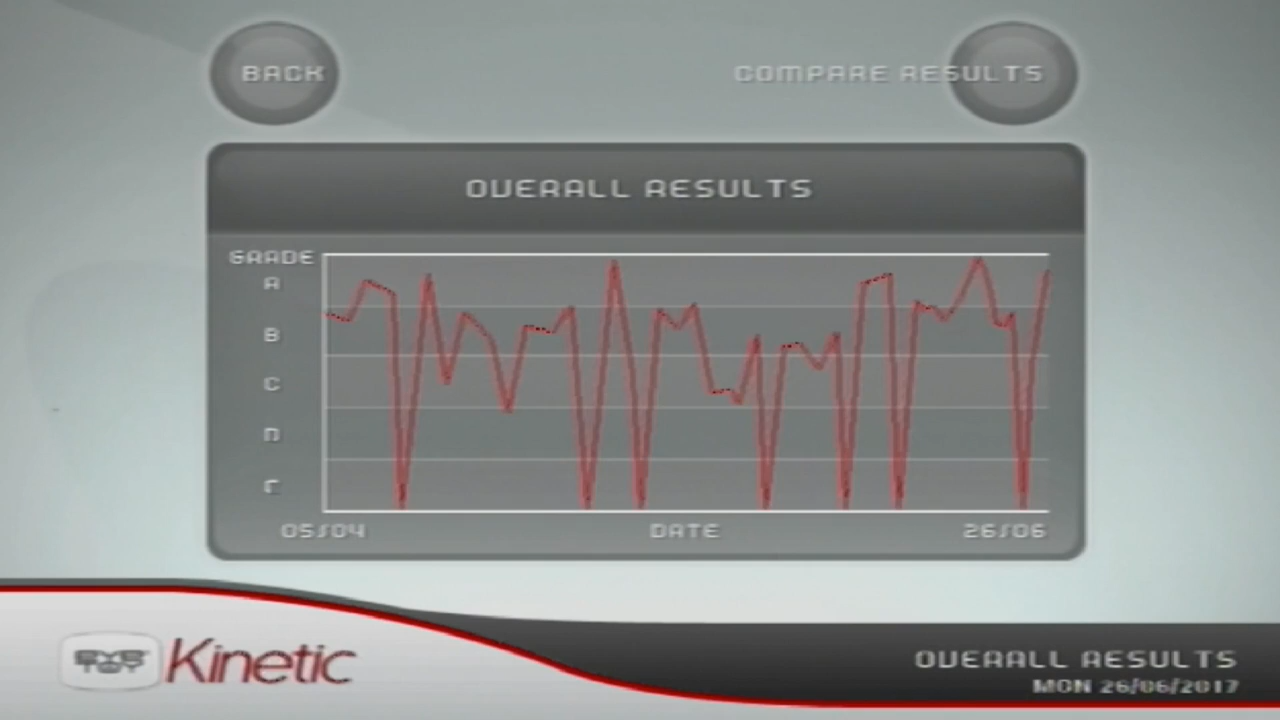 BACK
COMPARE RESULTS
OVERALL RESULTS
GRADE
A
B
C
D
E
05/04
DATE
26/06
EYE TOY Kinetic
OVERALL RESULTS
MON 26/06/2017